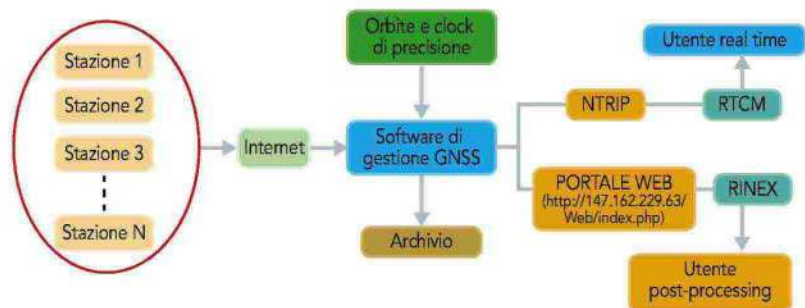 Stazione 1
Stazione 2
Stazione 3
Stazione N
Internet
Orbite e clock
di precisione
Software di
gestione GNSS
Archivio
NTRIP
RTCM
Utente real time
PORTALE WEB
(http://147.162.229.63/
Web/index.php)
RINEX
Utente
post-processing